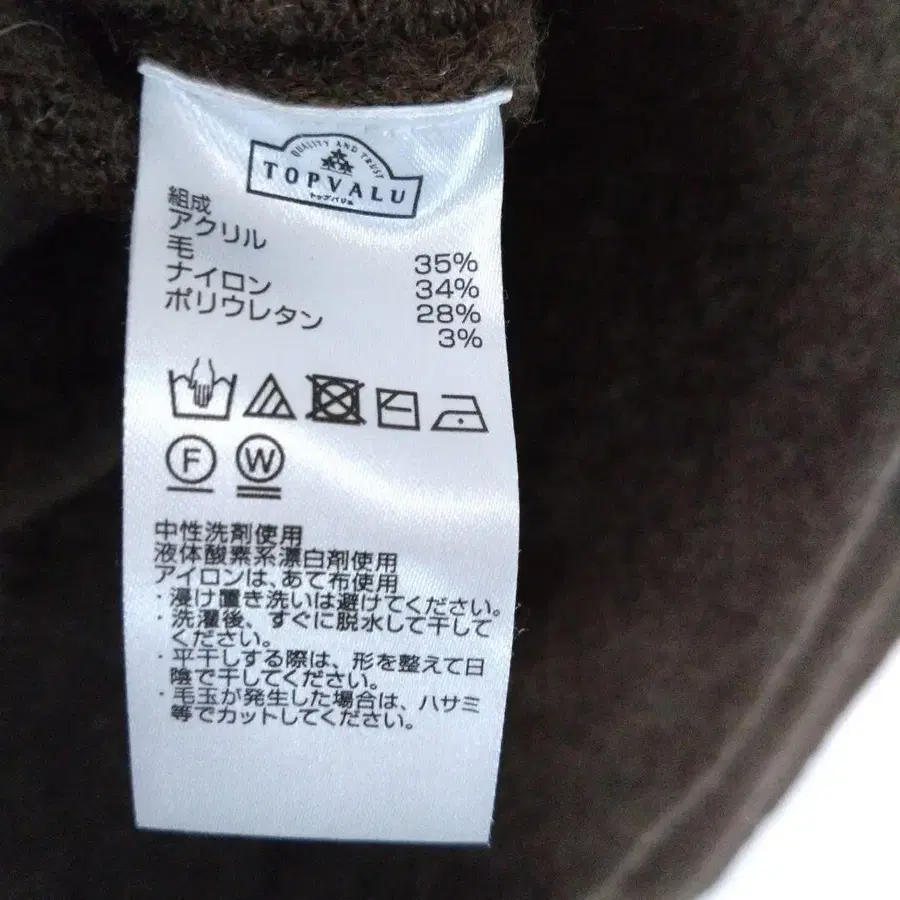 QUALITY AND TRUST
TOPVALU
トップバリュ
組成
アクリル 35%
毛 34%
ナイロン 28%
ポリウレタン 3%
F W
中性洗剤使用
液体酸素系漂白剤使用
アイロンは、あて布使用
・浸け置き洗いは避けてください。
・洗濯後、すぐに脱水して干して
ください。
・平干しする際は、形を整えて日
陰で干してください。
・毛玉が発生した場合は、ハサミ
等でカットしてください。